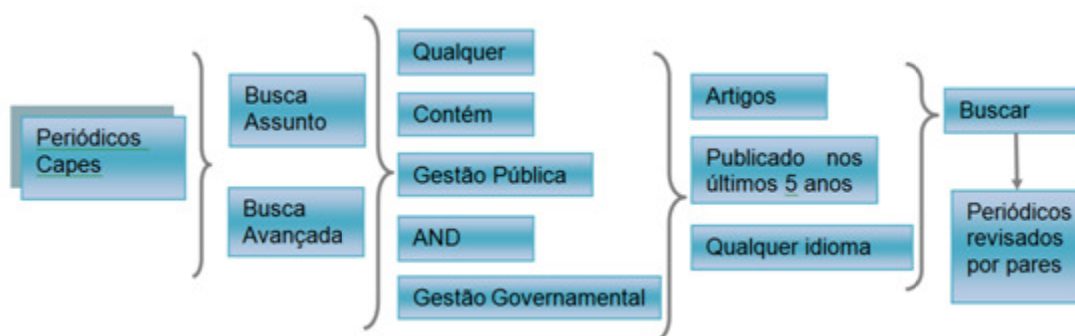 Periódicos
Capes
Busca
Assunto
Busca
Avançada
Qualquer
Contém
Gestão Pública
AND
Gestão Governamental
Artigos
Publicado nos
últimos 5 anos
Qualquer idioma
Buscar
Periódicos
revisados
por pares